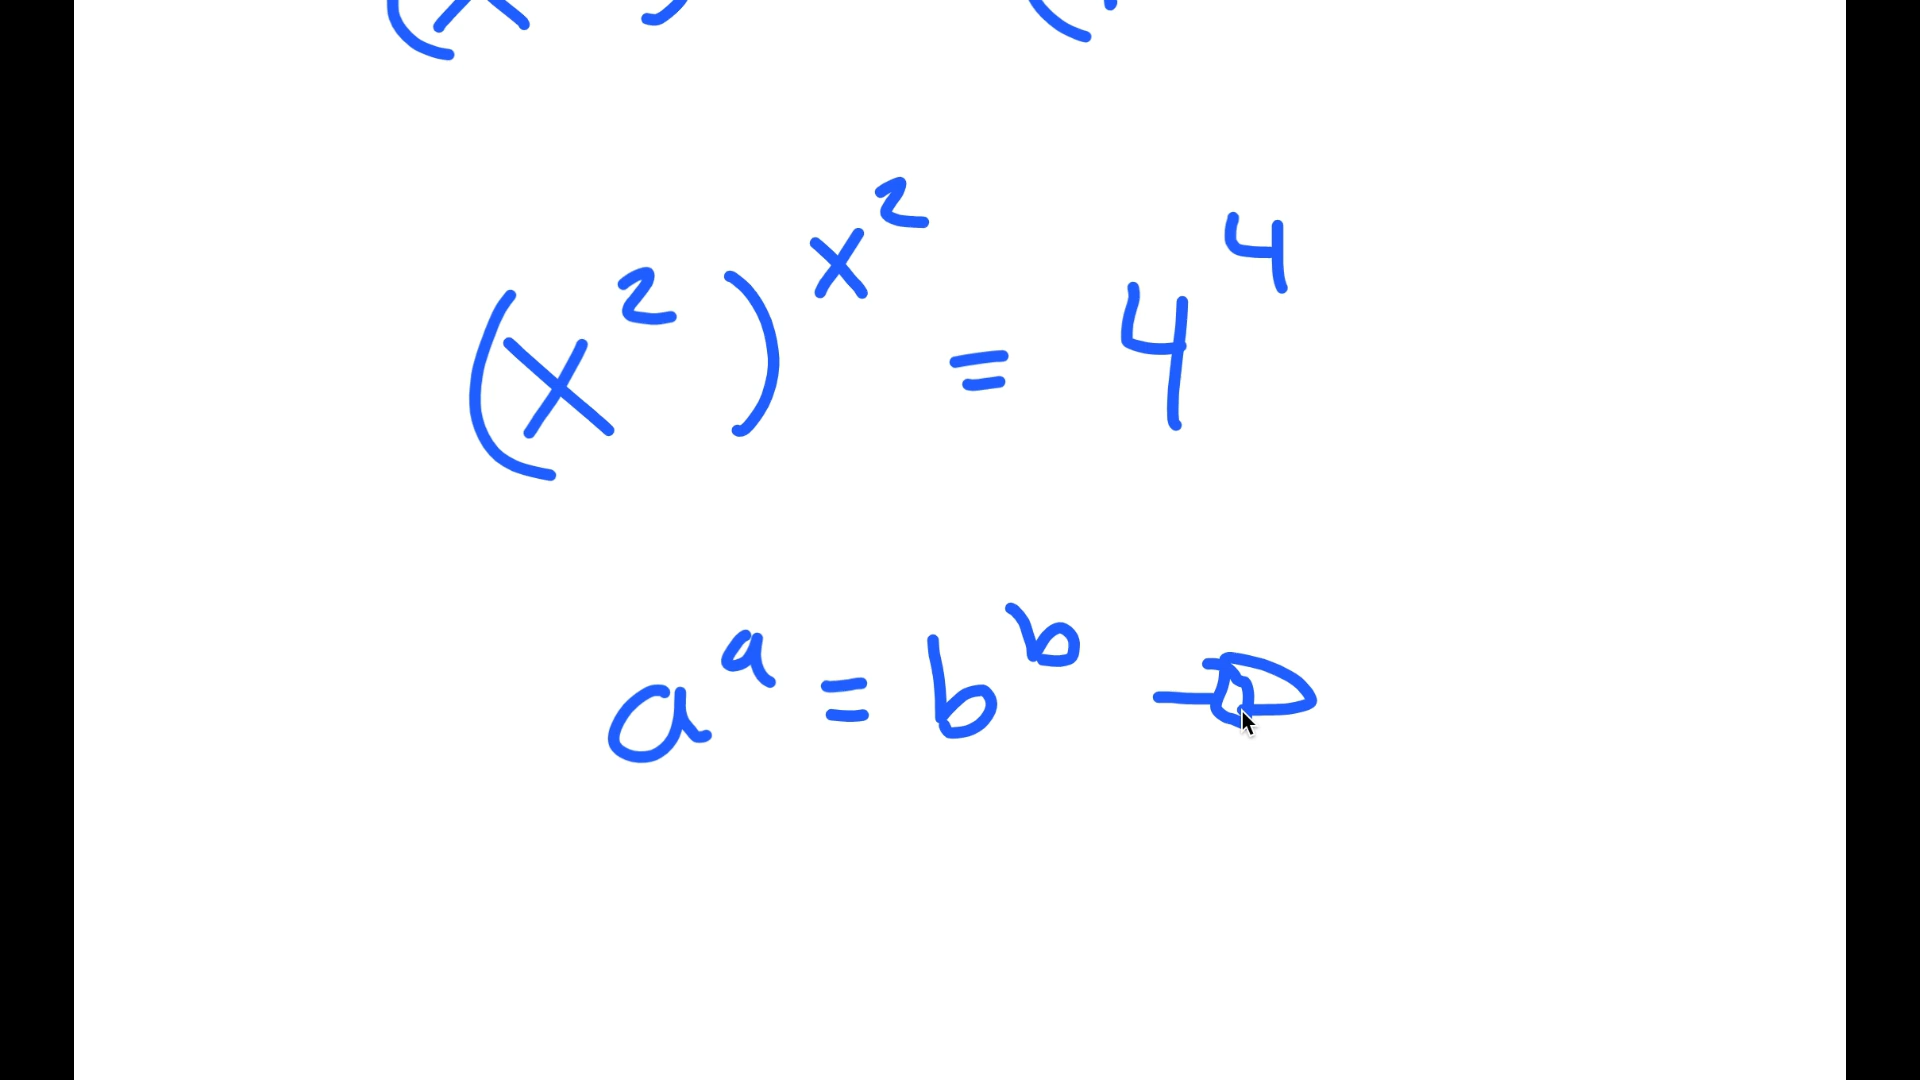 (x
(x²)^x² = 4⁴
a^a = b^b